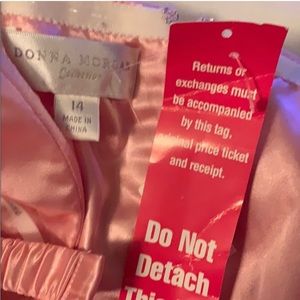 DONNA MORGAN
14
MADE IN
CHINA
Returns or
exchanges must
be accompanied
by this tag,
price ticket
and receipt.
Do Not
Detach